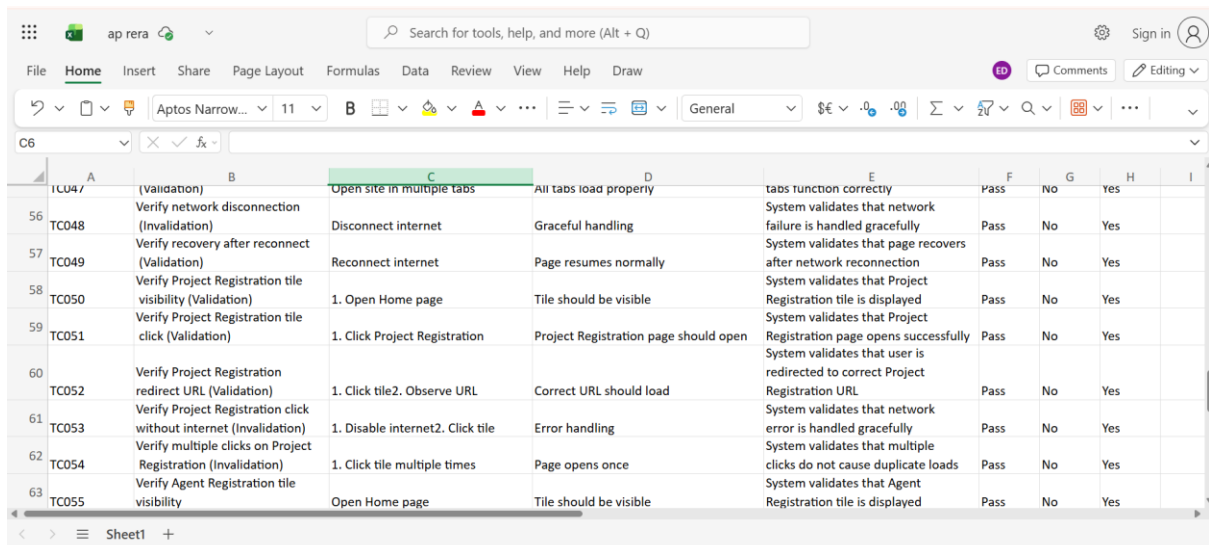 ap rera
Search for tools, help, and more (Alt + Q)
Sign in
File Home Insert Share Page Layout Formulas Data Review View Help Draw
ED Comments Editing
Aptos Narrow... 11 B A General $€ .0 .00 Σ
C6 fx
A B C D E F G H I
TC047 (Validation) Open site in multiple tabs All tabs load properly tabs function correctly Pass No Yes
Verify network disconnection System validates that network
56 TC048 (Invalidation) Disconnect internet Graceful handling failure is handled gracefully Pass No Yes
Verify recovery after reconnect System validates that page recovers
57 TC049 (Validation) Reconnect internet Page resumes normally after network reconnection Pass No Yes
Verify Project Registration tile System validates that Project
58 TC050 visibility (Validation) 1. Open Home page Tile should be visible Registration tile is displayed Pass No Yes
Verify Project Registration tile System validates that Project
59 TC051 click (Validation) 1. Click Project Registration Project Registration page should open Registration page opens successfully Pass No Yes
System validates that user is
60 Verify Project Registration redirected to correct Project
TC052 redirect URL (Validation) 1. Click tile2. Observe URL Correct URL should load Registration URL Pass No Yes
Verify Project Registration click System validates that network
61 TC053 without internet (Invalidation) 1. Disable internet2. Click tile Error handling error is handled gracefully Pass No Yes
Verify multiple clicks on Project System validates that multiple
62 TC054 Registration (Invalidation) 1. Click tile multiple times Page opens once clicks do not cause duplicate loads Pass No Yes
Verify Agent Registration tile System validates that Agent
63 TC055 visibility Open Home page Tile should be visible Registration tile is displayed Pass No Yes
Sheet1